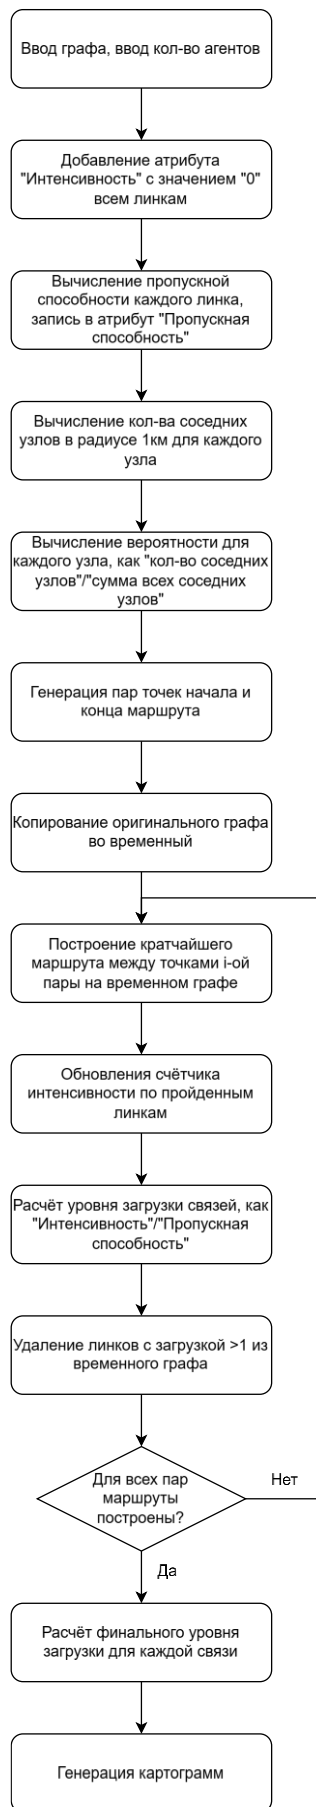 Ввод графа, ввод кол-во агентов
Добавление атрибута
"Интенсивность" с значением "0"
всем линкам
Вычисление пропускной
способности каждого линка,
запись в атрибут "Пропускная
способность"
Вычисление кол-ва соседних
узлов в радиусе 1км для каждого
узла
Вычисление вероятности для
каждого узла, как "кол-во соседних
узлов"/"сумма всех соседних
узлов"
Генерация пар точек начала и
конца маршрута
Копирование оригинального графа
во временный
Построение кратчайшего
маршрута между точками i-ой
пары на временном графе
Обновления счётчика
интенсивности по пройденным
линкам
Расчёт уровня загрузки связей, как
"Интенсивность"/"Пропускная
способность"
Удаление линков с загрузкой >1 из
временного графа
Для всех пар
маршруты
построены?
Нет
Да
Расчёт финального уровня
загрузки для каждой связи
Генерация картограмм